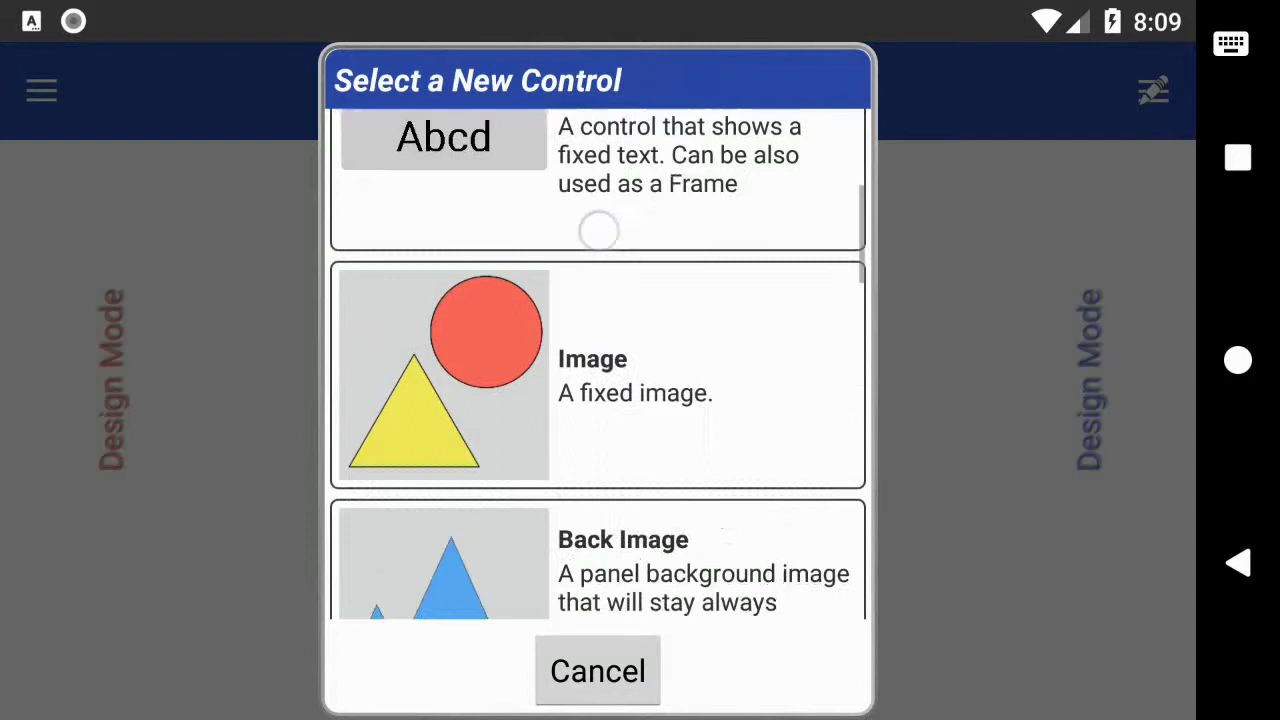 A
8:09
Select a New Control
Abcd
A control that shows a
fixed text. Can be also
used as a Frame
Design Mode
Design Mode
Image
A fixed image.
Back Image
A panel background image
that will stay always
Cancel